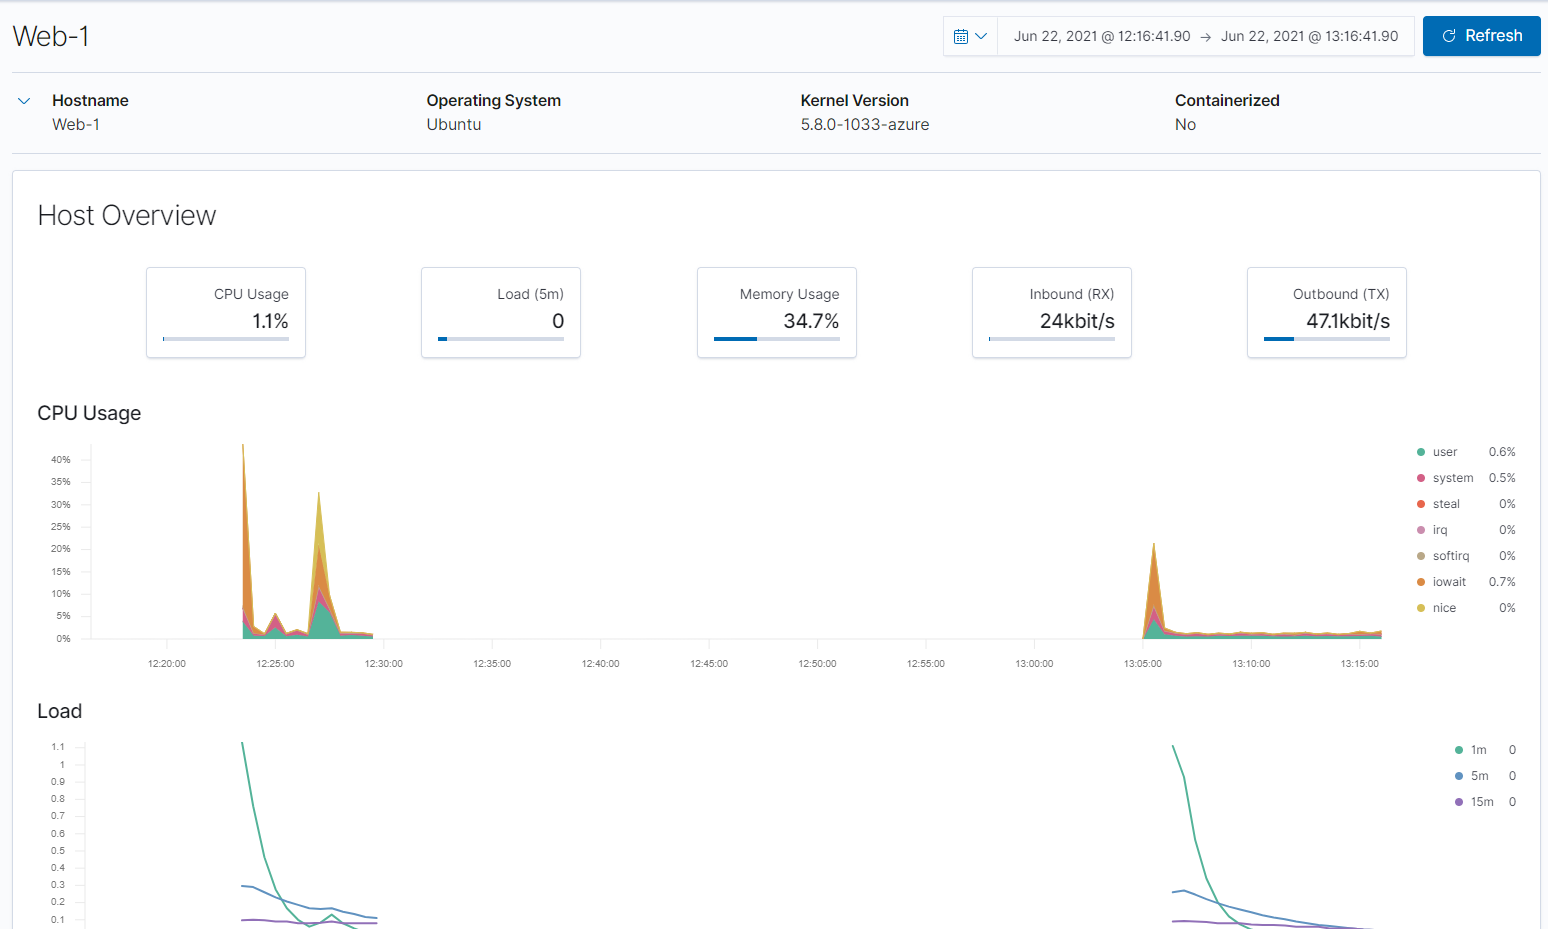 Web-1
Jun 22, 2021 @ 12:16:41.90 → Jun 22, 2021 @ 13:16:41.90
Refresh
Hostname Operating System Kernel Version Containerized
Web-1 Ubuntu 5.8.0-1033-azure No
Host Overview
CPU Usage Load (5m) Memory Usage Inbound (RX) Outbound (TX)
1.1% 0 34.7% 24kbit/s 47.1kbit/s
CPU Usage
40%
35%
30%
25%
20%
15%
10%
5%
0%
12:20:00 12:25:00 12:30:00 12:35:00 12:40:00 12:45:00 12:50:00 12:55:00 13:00:00 13:05:00 13:10:00 13:15:00
user 0.6%
system 0.5%
steal 0%
irq 0%
softirq 0%
iowait 0.7%
nice 0%
Load
1.1
1
0.9
0.8
0.7
0.6
0.5
0.4
0.3
0.2
0.1
1m 0
5m 0
15m 0